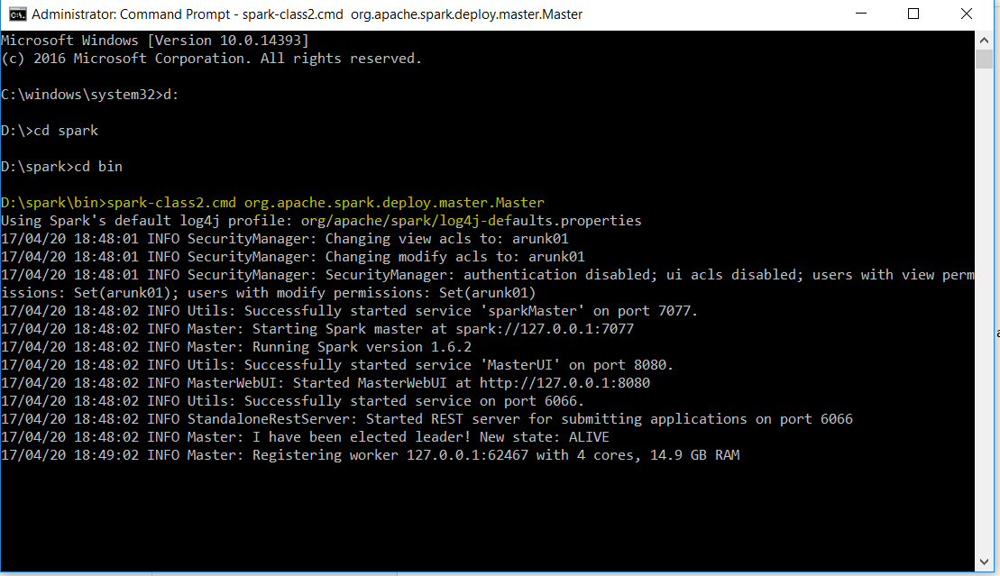 Administrator: Command Prompt - spark-class2.cmd  org.apache.spark.deploy.master.Master
Microsoft Windows [Version 10.0.14393]
(c) 2016 Microsoft Corporation. All rights reserved.
C:\windows\system32>d:
D:\>cd spark
D:\spark>cd bin
D:\spark\bin>spark-class2.cmd org.apache.spark.deploy.master.Master
Using Spark's default log4j profile: org/apache/spark/log4j-defaults.properties
17/04/20 18:48:01 INFO SecurityManager: Changing view acls to: arunk01
17/04/20 18:48:01 INFO SecurityManager: Changing modify acls to: arunk01
17/04/20 18:48:01 INFO SecurityManager: SecurityManager: authentication disabled; ui acls disabled; users with view perm
issions: Set(arunk01); users with modify permissions: Set(arunk01)
17/04/20 18:48:02 INFO Utils: Successfully started service 'sparkMaster' on port 7077.
17/04/20 18:48:02 INFO Master: Starting Spark master at spark://127.0.0.1:7077
17/04/20 18:48:02 INFO Master: Running Spark version 1.6.2
17/04/20 18:48:02 INFO Utils: Successfully started service 'MasterUI' on port 8080.
17/04/20 18:48:02 INFO MasterWebUI: Started MasterWebUI at http://127.0.0.1:8080
17/04/20 18:48:02 INFO Utils: Successfully started service on port 6066.
17/04/20 18:48:02 INFO StandaloneRestServer: Started REST server for submitting applications on port 6066
17/04/20 18:48:02 INFO Master: I have been elected leader! New state: ALIVE
17/04/20 18:49:02 INFO Master: Registering worker 127.0.0.1:62467 with 4 cores, 14.9 GB RAM